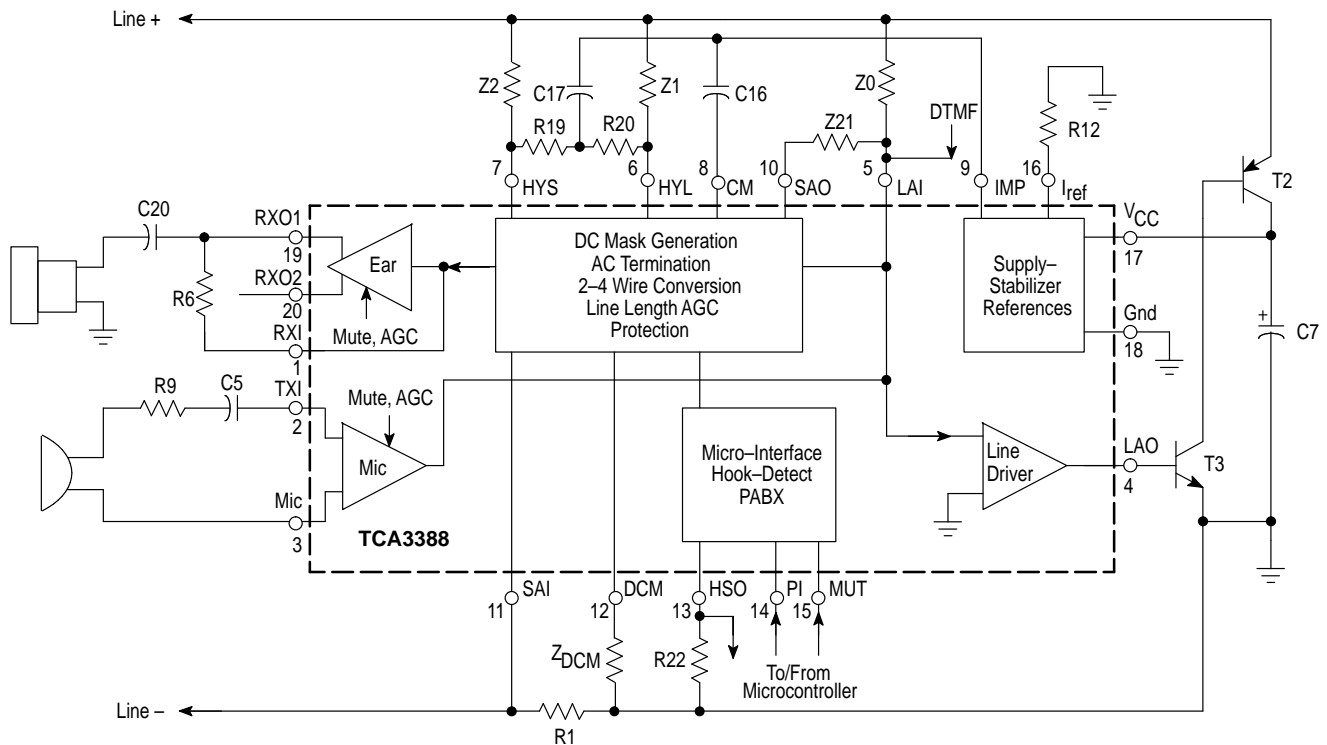 Line +
Z2
C17
R19
R20
Z1
C16
Z0
Z21
DTMF
R12
T2
7
HYS
6
HYL
8
CM
10
SAO
5
LAI
9
IMP
16
Iref
C20
RXO1
19
RXO2
20
R6
RXI
1
Ear
Mute, AGC
DC Mask Generation
AC Termination
2–4 Wire Conversion
Line Length AGC
Protection
Supply–
Stabilizer
References
VCC
17
Gnd
18
C7
+
R9
C5
TXI
2
Mute, AGC
Mic
Mic
3
TCA3388
Micro–Interface
Hook–Detect
PABX
Line
Driver
LAO
4
T3
SAI
11
DCM
12
HSO
13
PI
14
MUT
15
ZDCM
R22
To/From
Microcontroller
Line –
R1